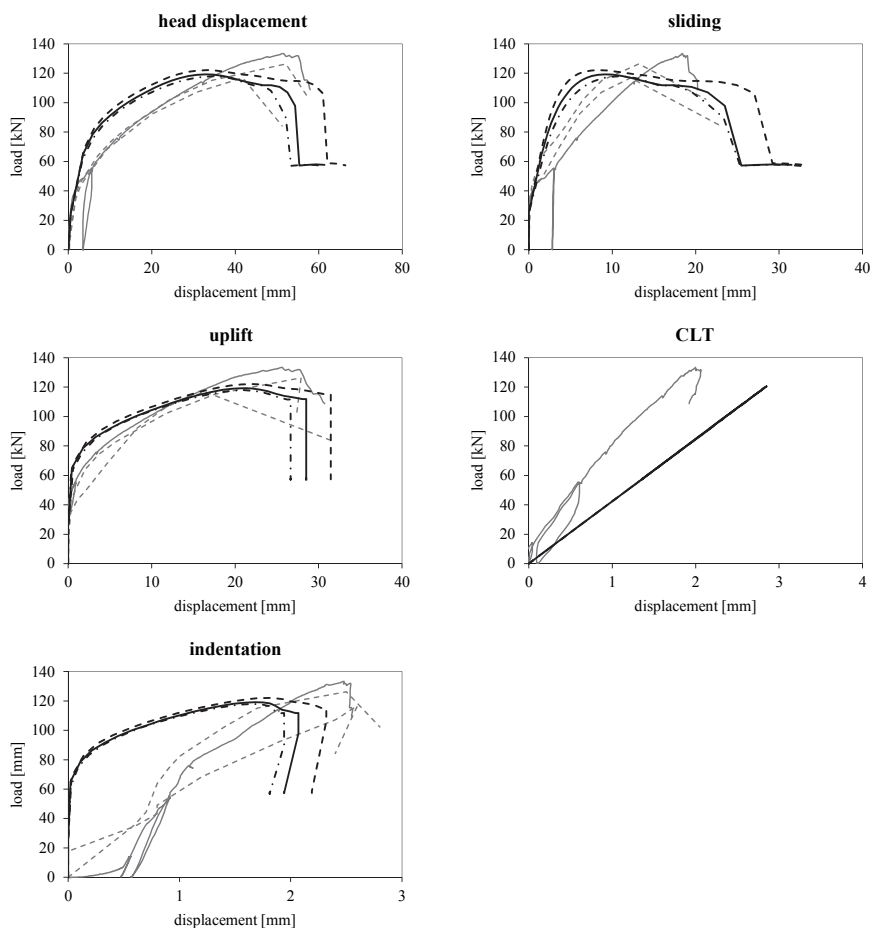 head displacement
140
120
100
80
60
40
20
0
load [kN]
0 20 40 60 80
displacement [mm]
sliding
140
120
100
80
60
40
20
0
load [kN]
0 10 20 30 40
displacement [mm]
uplift
140
120
100
80
60
40
20
0
load [kN]
0 10 20 30 40
displacement [mm]
CLT
140
120
100
80
60
40
20
0
load [kN]
0 1 2 3 4
displacement [mm]
indentation
140
120
100
80
60
40
20
0
load [mm]
0 1 2 3
displacement [mm]